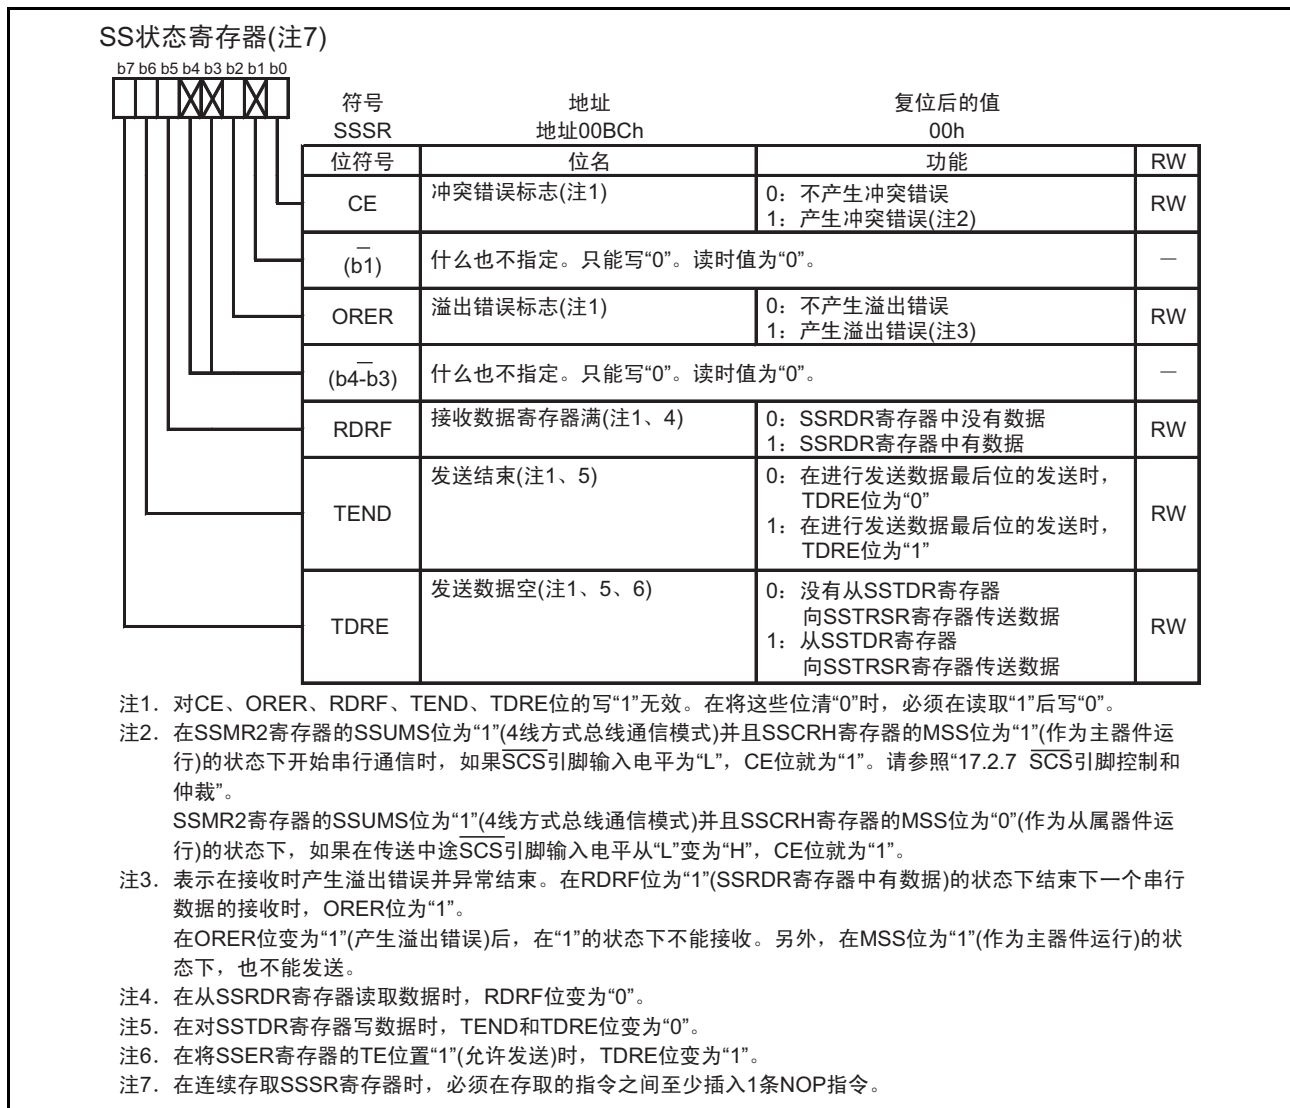 SS状态寄存器(注7)
b7 b6 b5 b4 b3 b2 b1 b0
符号 地址 复位后的值
SSSR 地址00BCh 00h
位符号 位名 功能 RW
CE 冲突错误标志(注1) 0：不产生冲突错误 RW
1：产生冲突错误(注2)
—
(b1) 什么也不指定。只能写“0”。读时值为“0”。 —
ORER 溢出错误标志(注1) 0：不产生溢出错误 RW
1：产生溢出错误(注3)
—
(b4-b3) 什么也不指定。只能写“0”。读时值为“0”。 —
RDRF 接收数据寄存器满(注1、4) 0：SSRDR寄存器中没有数据 RW
1：SSRDR寄存器中有数据
TEND 发送结束(注1、5) 0：在进行发送数据最后位的发送时， RW
TDRE位为“0”
1：在进行发送数据最后位的发送时，
TDRE位为“1”
TDRE 发送数据空(注1、5、6) 0：没有从SSTDR寄存器 RW
向SSTRSR寄存器传送数据
1：从SSTDR寄存器
向SSTRSR寄存器传送数据
注1. 对CE、ORER、RDRF、TEND、TDRE位的写“1”无效。在将这些位清“0”时，必须在读取“1”后写“0”。
注2. 在SSMR2寄存器的SSUMS位为“1”(4线方式总线通信模式)并且SSCRH寄存器的MSS位为“1”(作为主器件运
行)的状态下开始串行通信时，如果S̅C̅S̅引脚输入电平为“L”，CE位就为“1”。请参照“17.2.7 S̅C̅S̅引脚控制和
仲裁”。
SSMR2寄存器的SSUMS位为“1”(4线方式总线通信模式)并且SSCRH寄存器的MSS位为“0”(作为从属器件运
行)的状态下，如果在传送中途S̅C̅S̅引脚输入电平从“L”变为“H”，CE位就为“1”。
注3. 表示在接收时产生溢出错误并异常结束。在RDRF位为“1”(SSRDR寄存器中有数据)的状态下结束下一个串行
数据的接收时，ORER位为“1”。
在ORER位变为“1”(产生溢出错误)后，在“1”的状态下不能接收。另外，在MSS位为“1”(作为主器件运行)的状
态下，也不能发送。
注4. 在从SSRDR寄存器读取数据时，RDRF位变为“0”。
注5. 在对SSTDR寄存器写数据时，TEND和TDRE位变为“0”。
注6. 在将SSER寄存器的TE位置“1”(允许发送)时，TDRE位变为“1”。
注7. 在连续存取SSSR寄存器时，必须在存取的指令之间至少插入1条NOP指令。